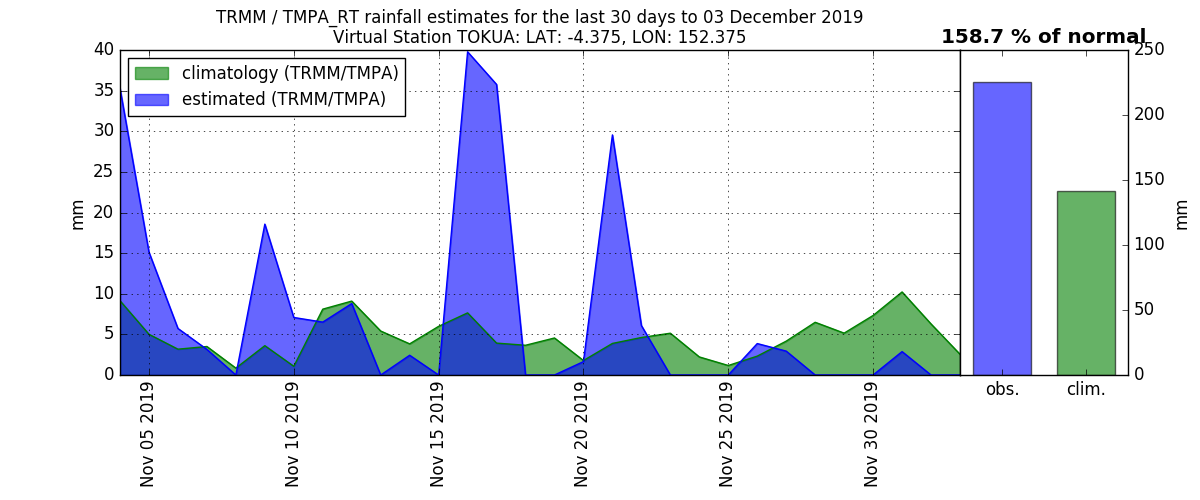 TRMM / TMPA_RT rainfall estimates for the last 30 days to 03 December 2019
Virtual Station TOKUA: LAT: -4.375, LON: 152.375
158.7 % of normal
climatology (TRMM/TMPA)
estimated (TRMM/TMPA)
40
35
30
25
20
15
10
5
0
mm
Nov 05 2019
Nov 10 2019
Nov 15 2019
Nov 20 2019
Nov 25 2019
Nov 30 2019
250
200
150
100
50
0
mm
obs.
clim.